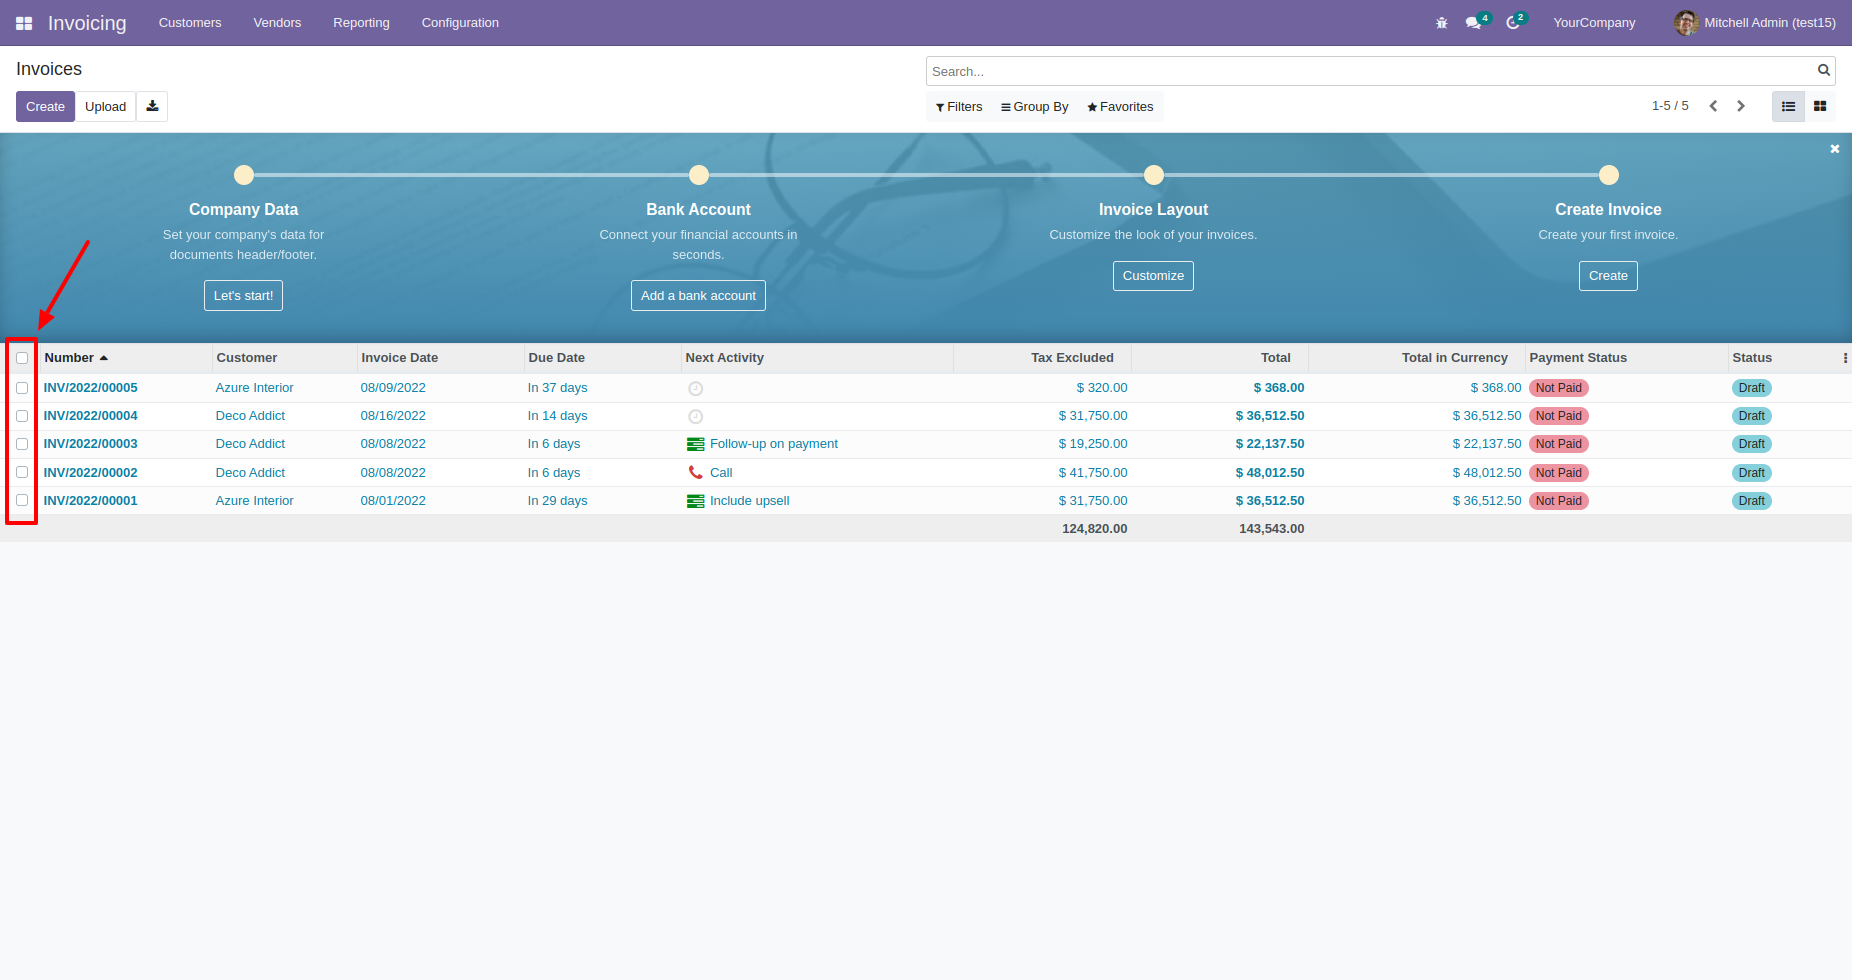 Invoicing Customers Vendors Reporting Configuration 4 2 YourCompany Mitchell Admin (test15)
Invoices
Search...
Create Upload
Filters Group By Favorites
1-5 / 5
Company Data
Set your company's data for
documents header/footer.
Let's start!
Bank Account
Connect your financial accounts in
seconds.
Add a bank account
Invoice Layout
Customize the look of your invoices.
Customize
Create Invoice
Create your first invoice.
Create
Number Customer Invoice Date Due Date Next Activity Tax Excluded Total Total in Currency Payment Status Status
INV/2022/00005 Azure Interior 08/09/2022 In 37 days $ 320.00 $ 368.00 $ 368.00 Not Paid Draft
INV/2022/00004 Deco Addict 08/16/2022 In 14 days $ 31,750.00 $ 36,512.50 $ 36,512.50 Not Paid Draft
INV/2022/00003 Deco Addict 08/08/2022 In 6 days Follow-up on payment $ 19,250.00 $ 22,137.50 $ 22,137.50 Not Paid Draft
INV/2022/00002 Deco Addict 08/08/2022 In 6 days Call $ 41,750.00 $ 48,012.50 $ 48,012.50 Not Paid Draft
INV/2022/00001 Azure Interior 08/01/2022 In 29 days Include upsell $ 31,750.00 $ 36,512.50 $ 36,512.50 Not Paid Draft
124,820.00 143,543.00